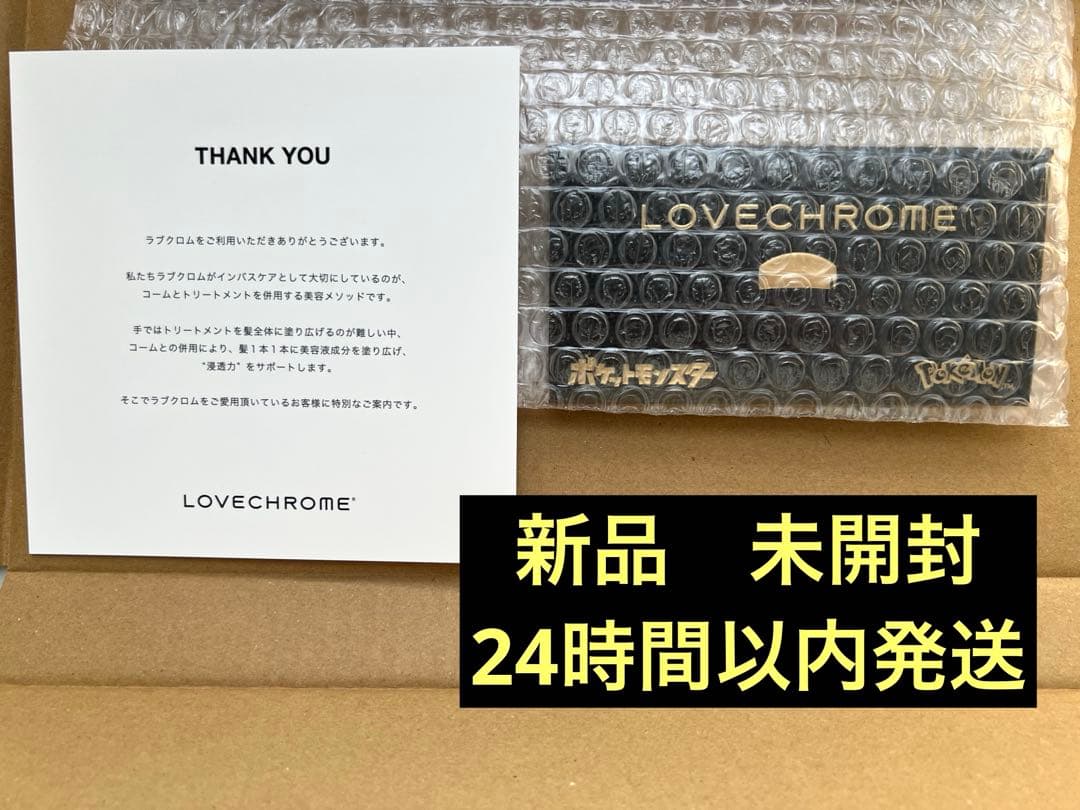 THANK YOU
ラブクロムをご利用いただきありがとうございます。
私たちラブクロムがインバスケアとして大切にしているのが、
コームとトリートメントを併用する美容メソッドです。
手ではトリートメントを髪全体に塗り広げるのが難しい中、
コームとの併用により、髪1本1本に美容液成分を塗り広げ、
“浸透力” をサポートします。
そこでラブクロムをご愛用頂いているお客様に特別なご案内です。
LOVECHROME®
LOVECHROME
ポケットモンスター
POKÉMON
新品 未開封
24時間以内発送